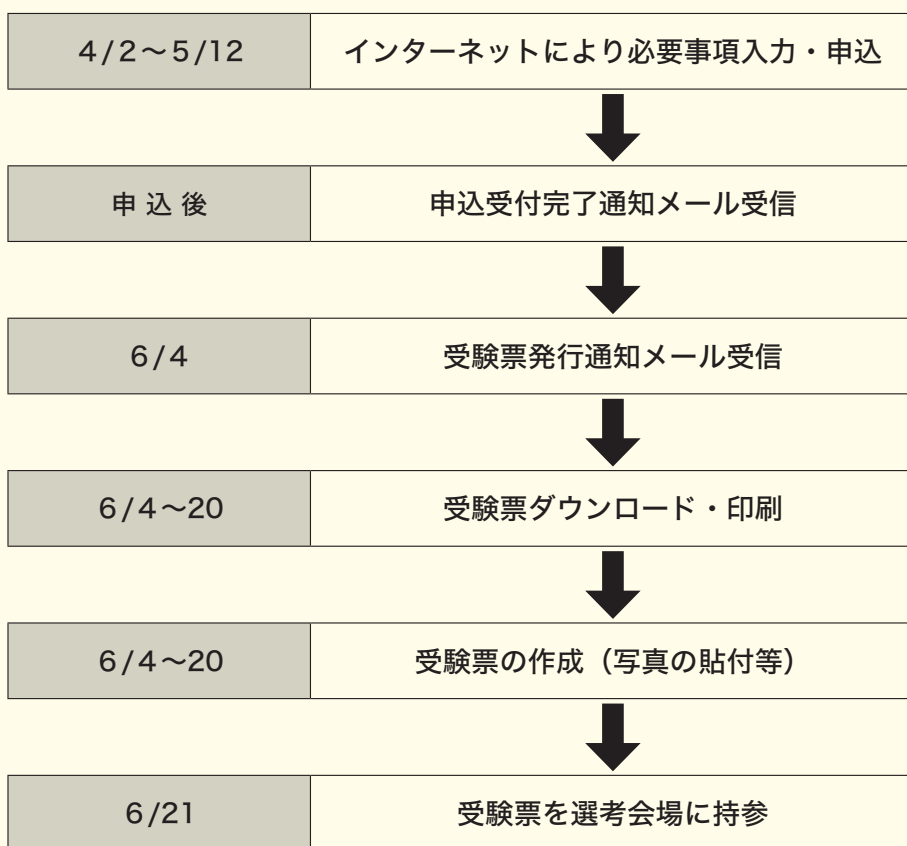 4/2～5/12 インターネットにより必要事項入力・申込
申込後 申込受付完了通知メール受信
6/4 受験票発行通知メール受信
6/4～20 受験票ダウンロード・印刷
6/4～20 受験票の作成（写真の貼付等）
6/21 受験票を選考会場に持参